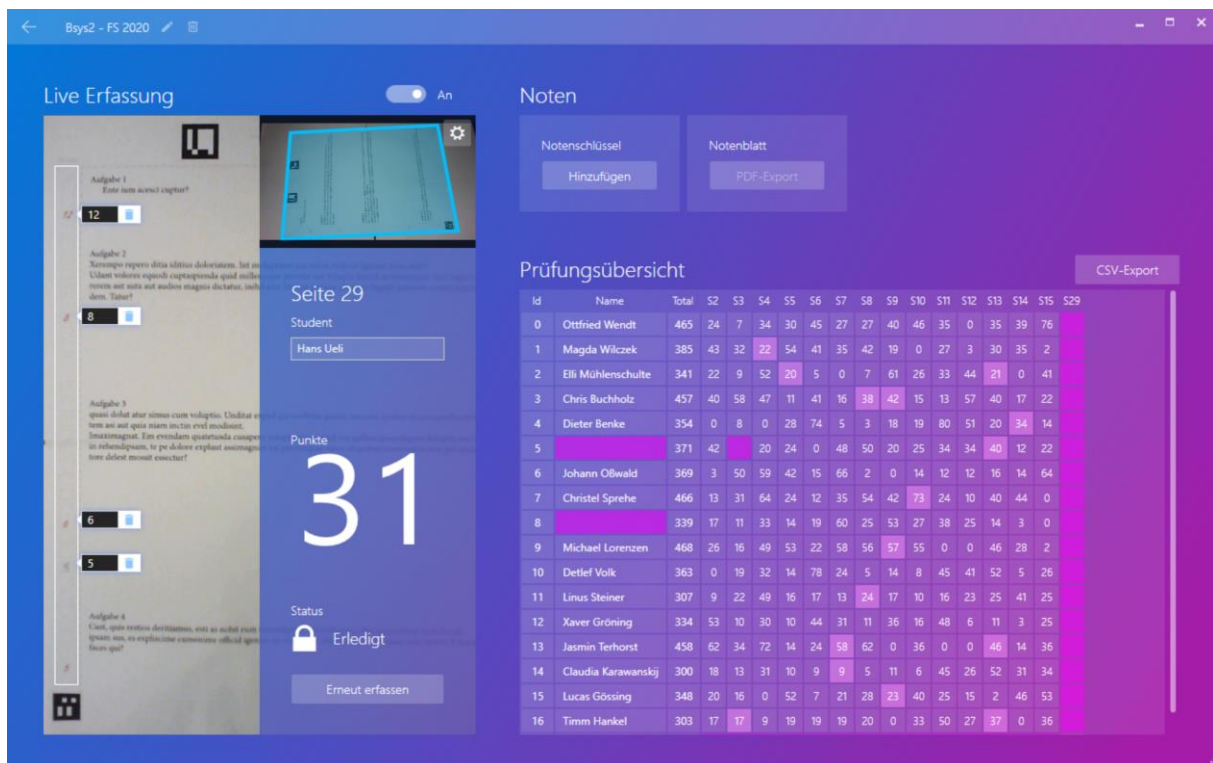 Bsys2 - FS 2020
Live Erfassung
An
Aufgabe 1
12
Aufgabe 2
8
Aufgabe 3
6
5
Aufgabe 4
Seite 29
Student
Hans Ueli
Punkte
31
Status
Erledigt
Erneut erfassen
Noten
Notenschlüssel
Hinzufügen
Notenblatt
PDF-Export
Prüfungsübersicht
CSV-Export
Id Name Total S2 S3 S4 S5 S6 S7 S8 S9 S10 S11 S12 S13 S14 S15 S29
0 Ottfried Wendt 465 24 7 34 30 45 27 27 40 46 35 0 35 39 76
1 Magda Wilczek 385 43 32 22 54 41 35 42 19 0 27 3 30 35 2
2 Elli Mühlenschulte 341 22 9 52 20 5 0 7 61 26 33 44 21 0 41
3 Chris Buchholz 457 40 58 47 11 41 16 38 42 15 13 57 40 17 22
4 Dieter Benke 354 0 8 0 28 74 5 3 18 19 80 51 20 34 14
5 371 42 20 24 0 48 50 20 25 34 34 40 12 22
6 Johann Oßwald 369 3 50 59 42 15 66 2 0 14 12 12 16 14 64
7 Christel Sprehe 466 13 31 64 24 12 35 54 42 73 24 10 40 44 0
8 339 17 11 33 14 19 60 25 53 27 38 25 14 3 0
9 Michael Lorenzen 468 26 16 49 53 22 58 56 57 55 0 0 46 28 2
10 Detlef Volk 363 0 19 32 14 78 24 5 14 8 45 41 52 5 26
11 Linus Steiner 307 9 22 49 16 17 13 24 17 10 16 23 25 41 25
12 Xaver Gröning 334 53 10 30 10 44 31 11 36 16 48 6 11 3 25
13 Jasmin Terhorst 458 62 34 72 14 24 58 62 0 36 0 0 46 14 36
14 Claudia Karawanskij 300 18 13 31 10 9 9 5 11 6 45 26 52 31 34
15 Lucas Gössing 348 20 16 0 52 7 21 28 23 40 25 15 2 46 53
16 Timm Hankel 303 17 17 9 19 19 19 20 0 33 50 27 37 0 36